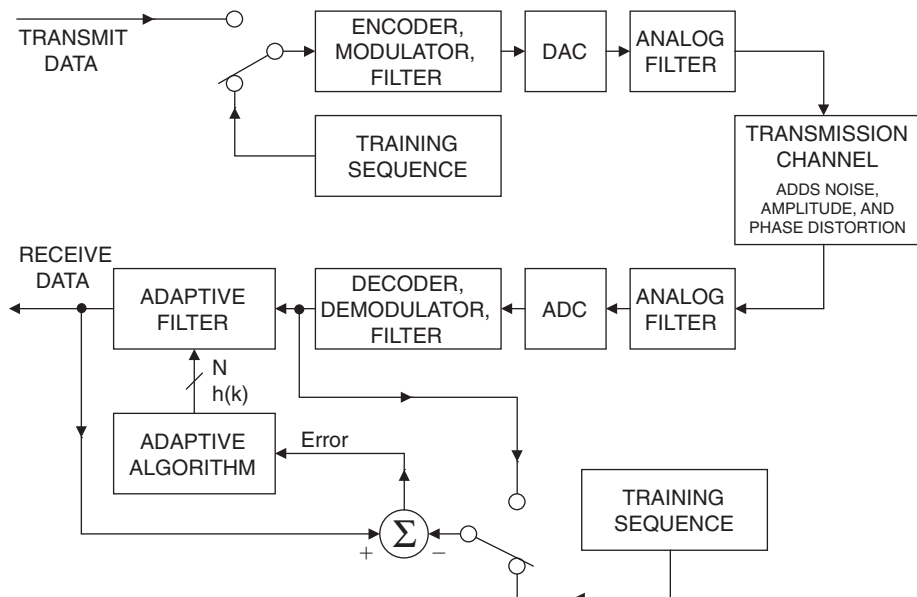 TRANSMIT
DATA
ENCODER,
MODULATOR,
FILTER
DAC
ANALOG
FILTER
TRAINING
SEQUENCE
TRANSMISSION
CHANNEL
ADDS NOISE,
AMPLITUDE, AND
PHASE DISTORTION
RECEIVE
DATA
ADAPTIVE
FILTER
DECODER,
DEMODULATOR,
FILTER
ADC
ANALOG
FILTER
N
h(k)
ADAPTIVE
ALGORITHM
Error
TRAINING
SEQUENCE
+ Σ −